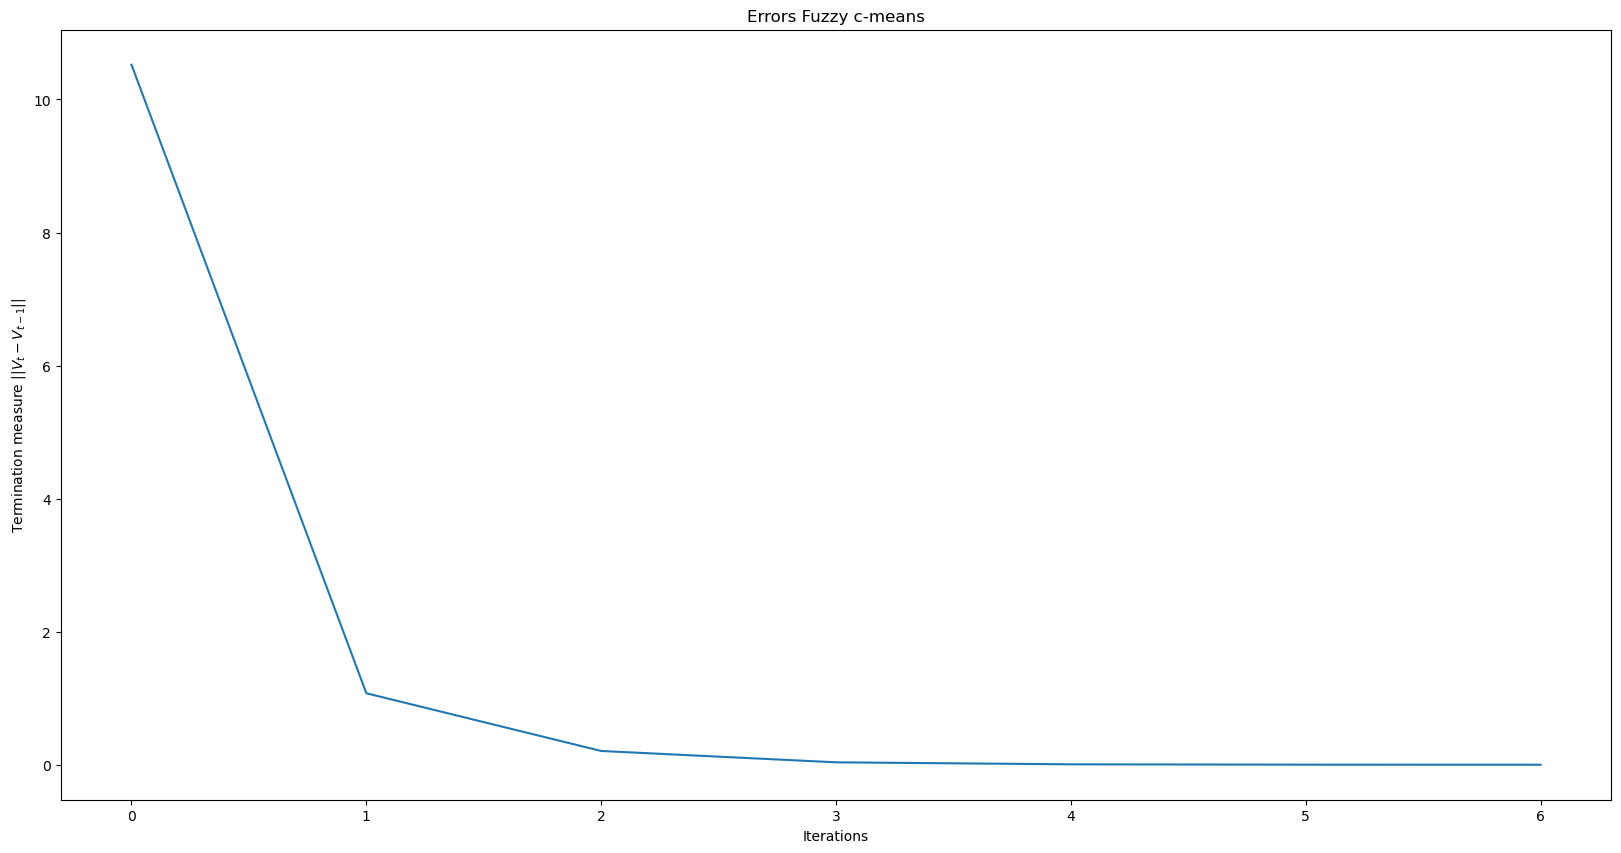 Errors Fuzzy c-means
10
8
6
4
2
0
Termination measure ||V_t − V_{t−1}||
0 1 2 3 4 5 6
Iterations